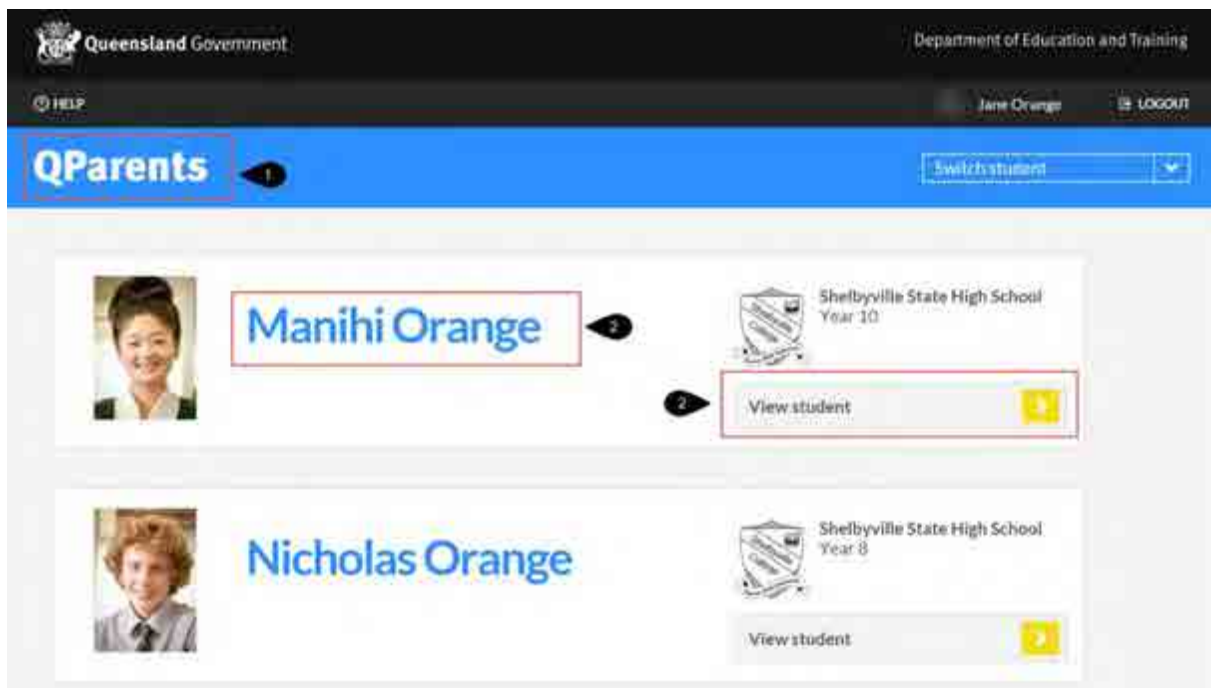 Queensland Government
Department of Education and Training
HELP
Jane Orange
LOGOUT
QParents
1
Switch student
Manihi Orange
2
Shelbyville State High School
Year 10
2
View student
Nicholas Orange
Shelbyville State High School
Year 8
View student